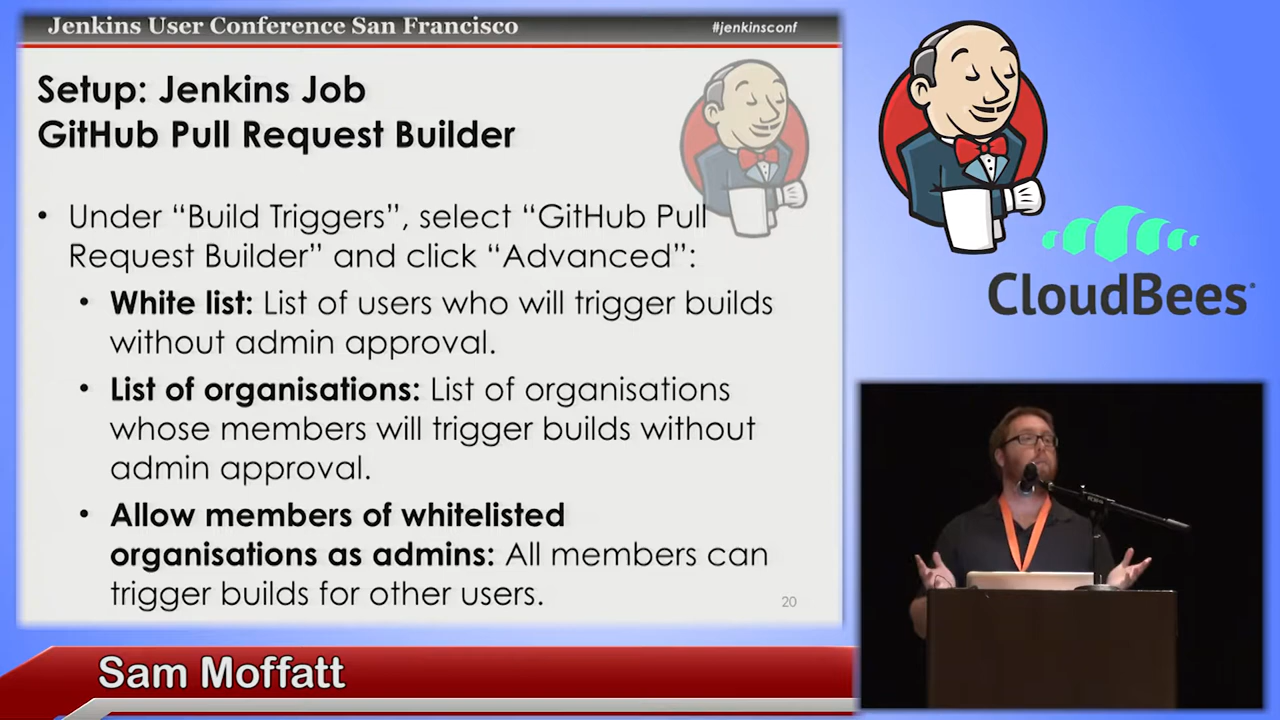 Jenkins User Conference San Francisco
#jenkinsconf
Setup: Jenkins Job
GitHub Pull Request Builder
• Under “Build Triggers”, select “GitHub Pull
Request Builder” and click “Advanced”:
• White list: List of users who will trigger builds
without admin approval.
• List of organisations: List of organisations
whose members will trigger builds without
admin approval.
• Allow members of whitelisted
organisations as admins: All members can
trigger builds for other users.
20
CloudBees
Sam Moffatt